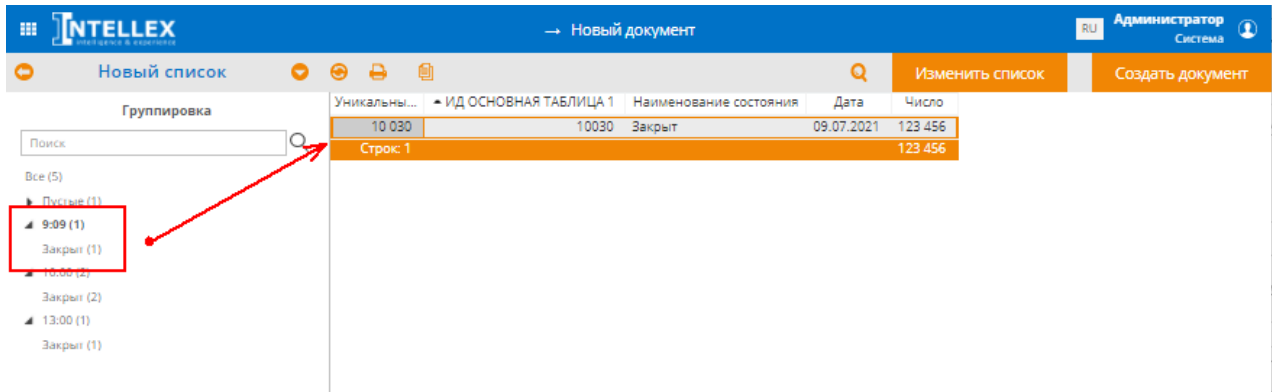 INTELLEX
intelligence & experience
→ Новый документ
RU
Администратор
Система
Новый список
Изменить список
Создать документ
Группировка
Поиск
Все (5)
Пустые (1)
9:09 (1)
Закрыт (1)
10:00 (2)
Закрыт (2)
13:00 (1)
Закрыт (1)
Уникальны... ИД ОСНОВНАЯ ТАБЛИЦА 1 Наименование состояния Дата Число
10 030 10030 Закрыт 09.07.2021 123 456
Строк: 1 123 456